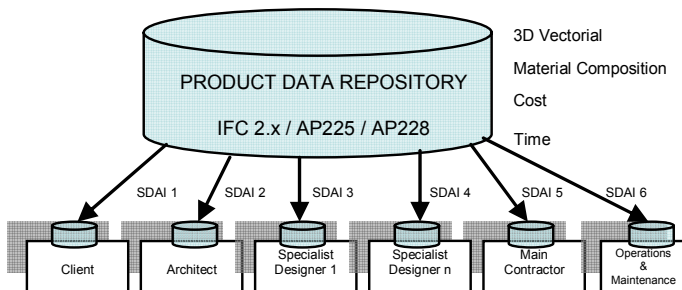 3D Vectorial
Material Composition
PRODUCT DATA REPOSITORY
Cost
IFC 2.x / AP225 / AP228
Time
SDAI 1
SDAI 2
SDAI 3
SDAI 4
SDAI 5
SDAI 6
Client
Architect
Specialist
Designer 1
Specialist
Designer n
Main
Contractor
Operations
&
Maintenance